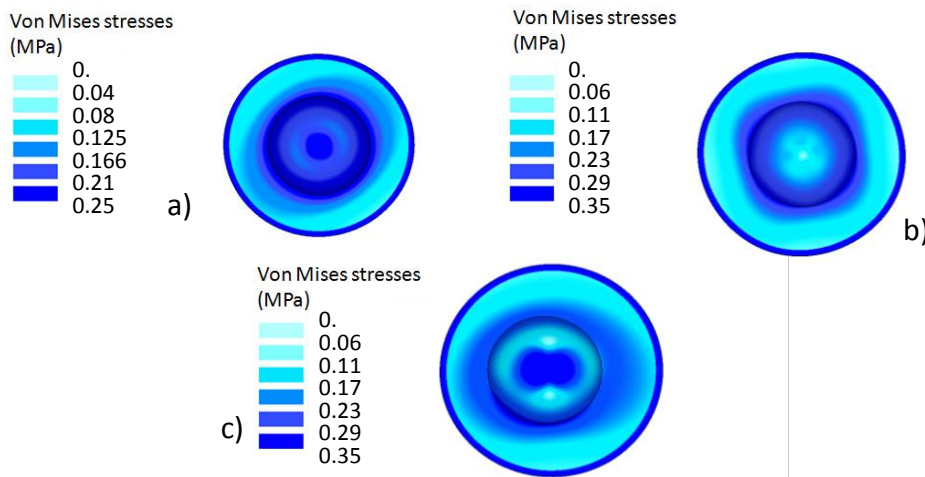 Von Mises stresses
(MPa)
0.
0.04
0.08
0.125
0.166
0.21
0.25
a)
Von Mises stresses
(MPa)
0.
0.06
0.11
0.17
0.23
0.29
0.35
b)
Von Mises stresses
(MPa)
0.
0.06
0.11
0.17
0.23
0.29
0.35
c)